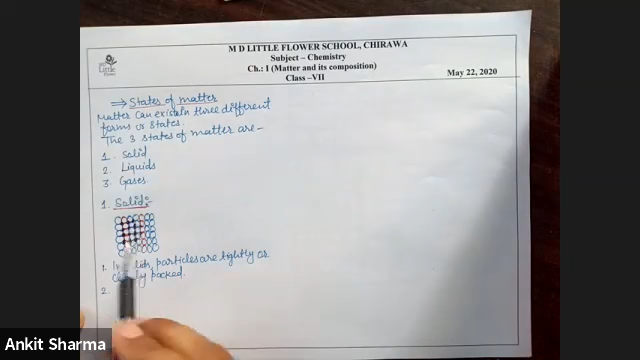 M D LITTLE FLOWER SCHOOL, CHIRAWA
Subject – Chemistry
Ch.: I (Matter and its composition)
Class –VII
May 22, 2020
Little
Flower
⇒ States of matter
Matter can exist in three different
forms or states.
The 3 states of matter are –
1. Solid
2. Liquids
3. Gases
1. Solid:
1. particles are tightly or
packed.
2.
Ankit Sharma